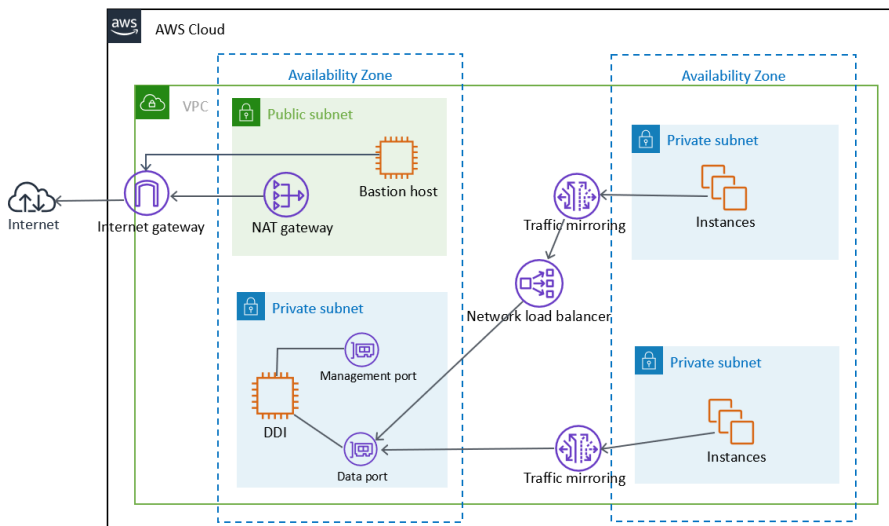 aws
AWS Cloud
Availability Zone
Availability Zone
VPC
Public subnet
Private subnet
Bastion host
Internet
Internet gateway
NAT gateway
Traffic mirroring
Instances
Private subnet
Network load balancer
Private subnet
Management port
DDI
Data port
Traffic mirroring
Instances